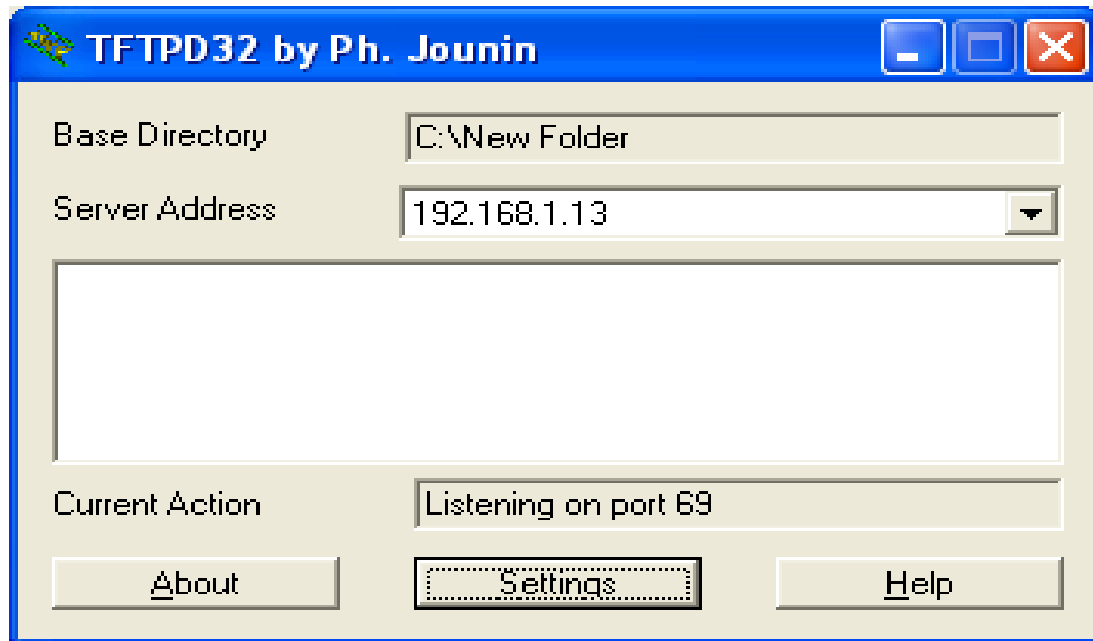 TFTPD32 by Ph. Jounin
Base Directory C:\New Folder
Server Address 192.168.1.13
Current Action Listening on port 69
About Settings Help